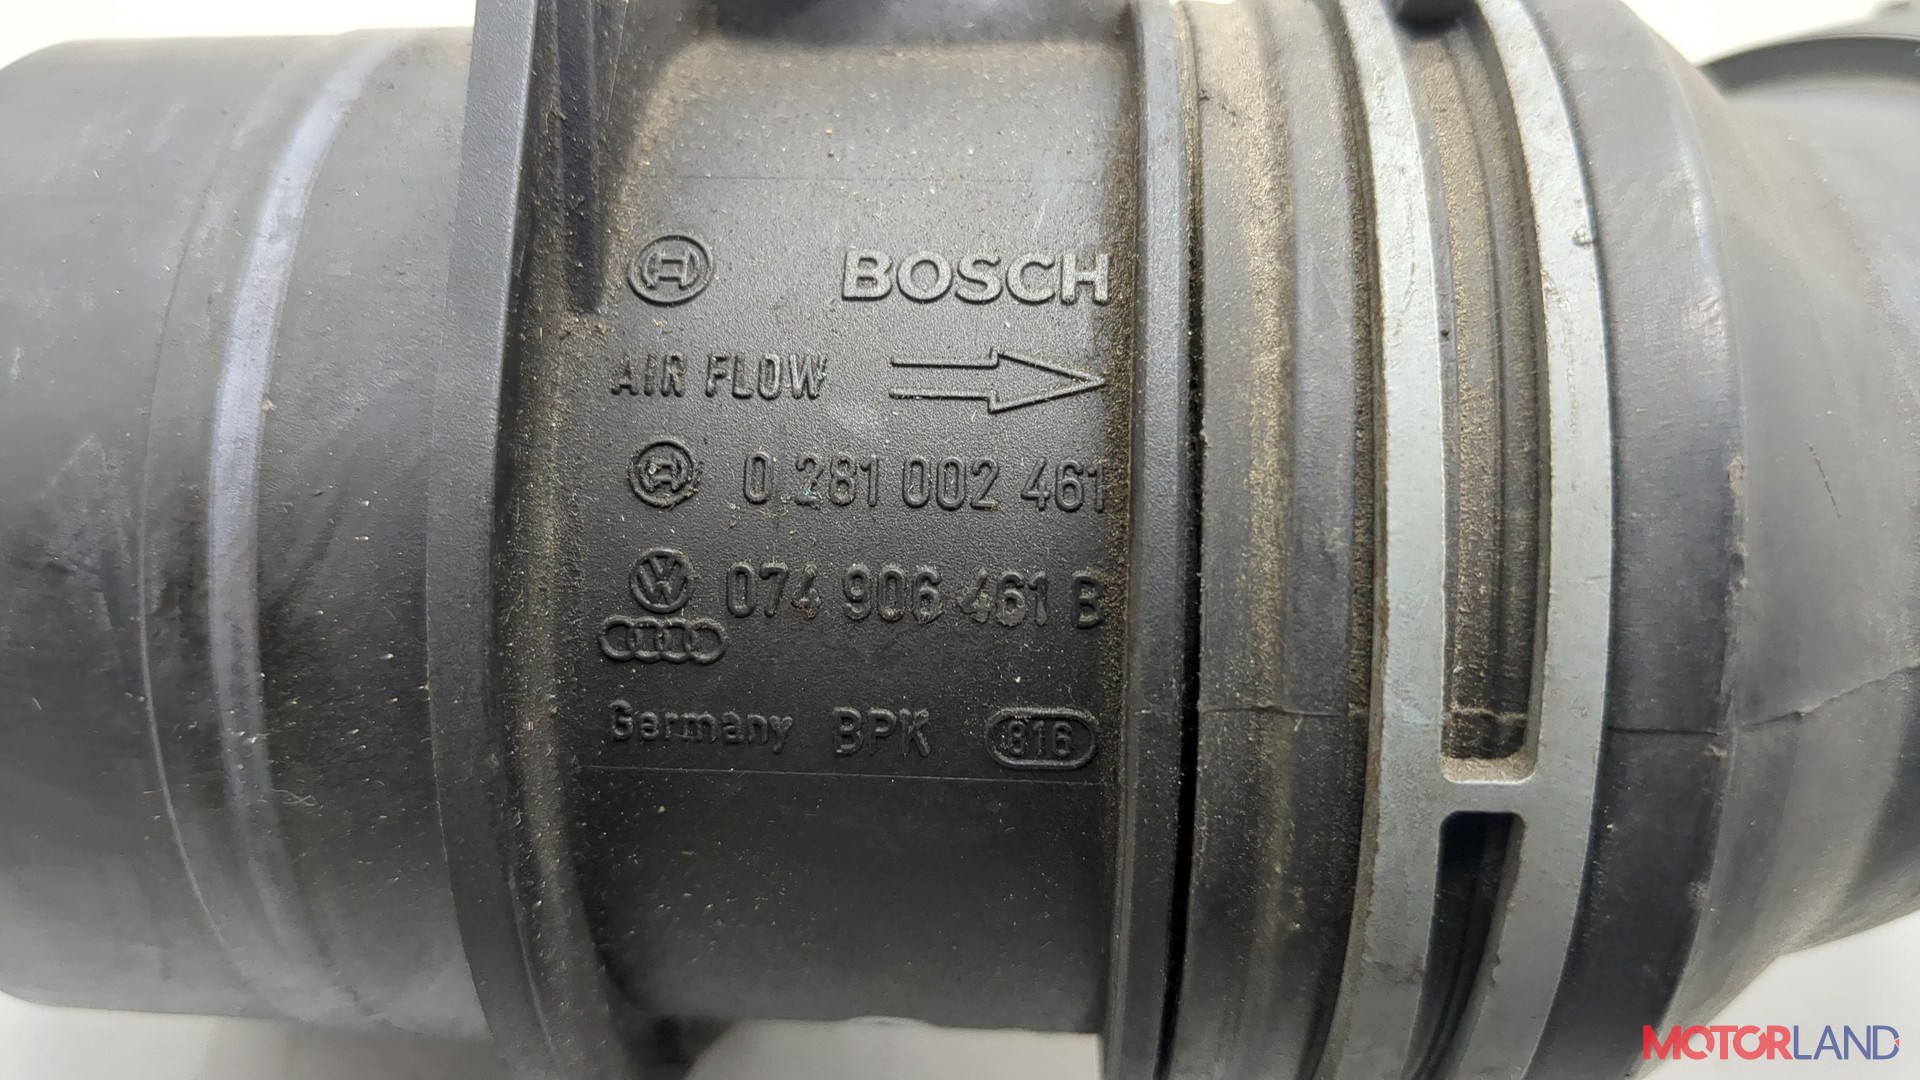 BOSCH
AIR FLOW
0 281 002 461
074 906 461 B
Germany BPK 816
MOTORLAND